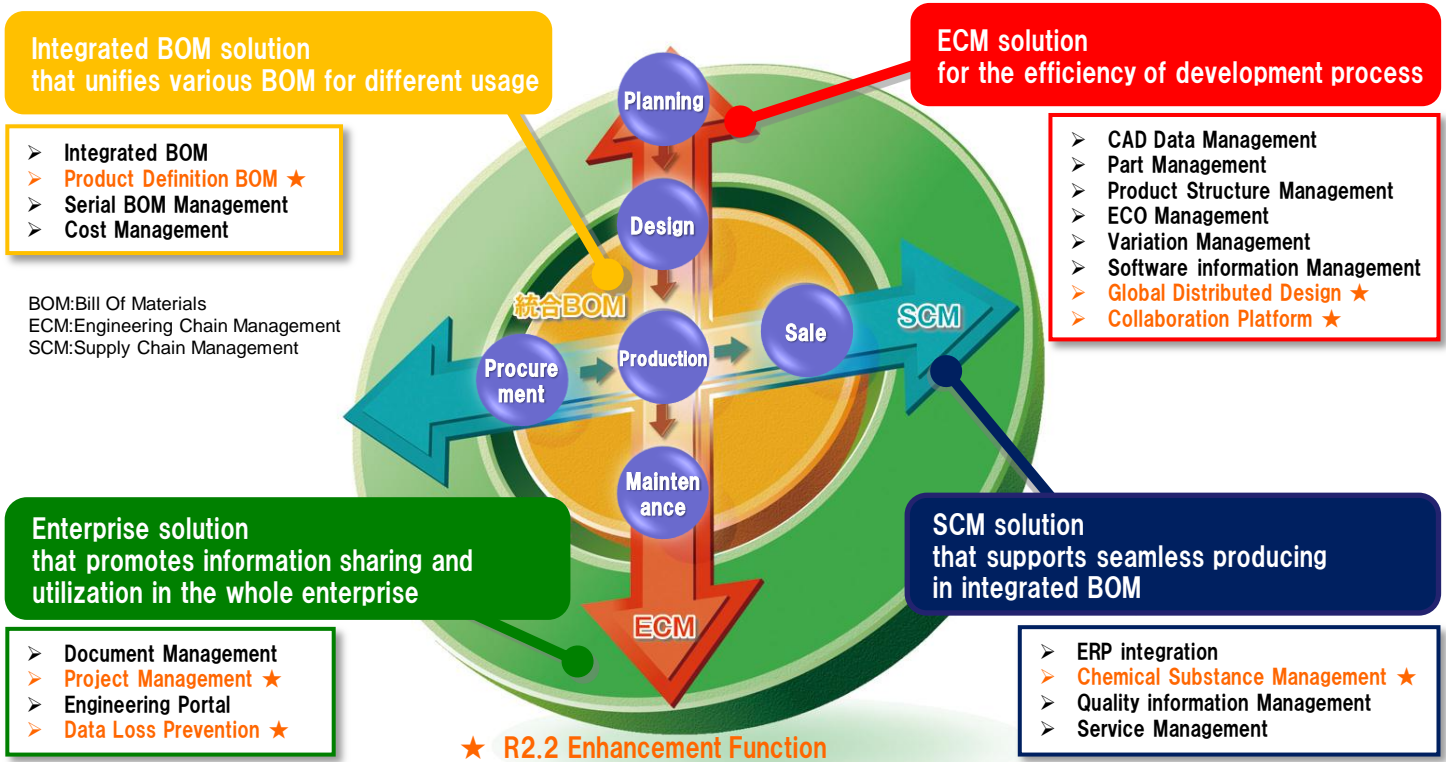 Integrated BOM solution
that unifies various BOM for different usage
➢ Integrated BOM
➢ Product Definition BOM ★
➢ Serial BOM Management
➢ Cost Management
BOM:Bill Of Materials
ECM:Engineering Chain Management
SCM:Supply Chain Management
ECM solution
for the efficiency of development process
➢ CAD Data Management
➢ Part Management
➢ Product Structure Management
➢ ECO Management
➢ Variation Management
➢ Software information Management
➢ Global Distributed Design ★
➢ Collaboration Platform ★
Planning
Design
統合BOM
SCM
Sale
Production
Procure
ment
Mainten
ance
ECM
Enterprise solution
that promotes information sharing and
utilization in the whole enterprise
➢ Document Management
➢ Project Management ★
➢ Engineering Portal
➢ Data Loss Prevention ★
SCM solution
that supports seamless producing
in integrated BOM
➢ ERP integration
➢ Chemical Substance Management ★
➢ Quality information Management
➢ Service Management
★ R2.2 Enhancement Function